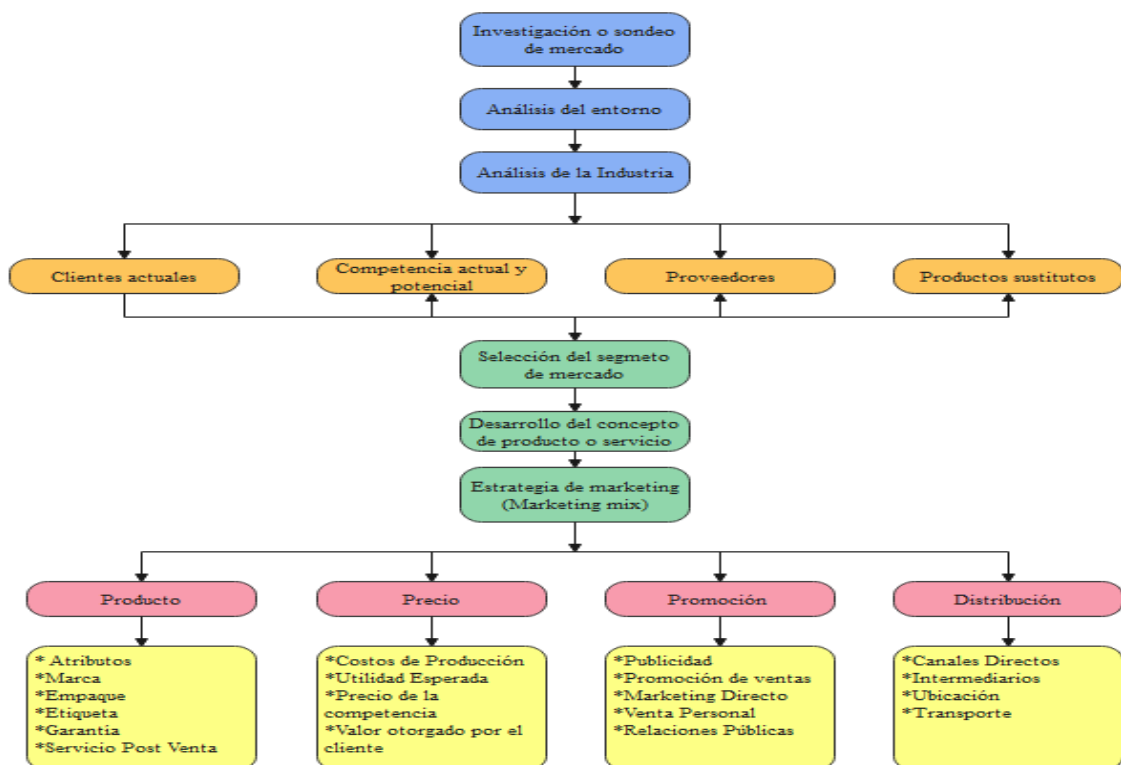 Investigación o sondeo
de mercado
Análisis del entorno
Análisis de la Industria
Clientes actuales
Competencia actual y
potencial
Proveedores
Productos sustitutos
Selección del segmeto
de mercado
Desarrollo del concepto
de producto o servicio
Estrategia de marketing
(Marketing mix)
Producto
Precio
Promoción
Distribución
* Atributos
*Marca
*Empaque
*Etiqueta
*Garantía
*Servicio Post Venta
*Costos de Producción
*Utilidad Esperada
*Precio de la
competencia
*Valor otorgado por el
cliente
*Publicidad
*Promoción de ventas
*Marketing Directo
*Venta Personal
*Relaciones Públicas
*Canales Directos
*Intermediarios
*Ubicación
*Transporte